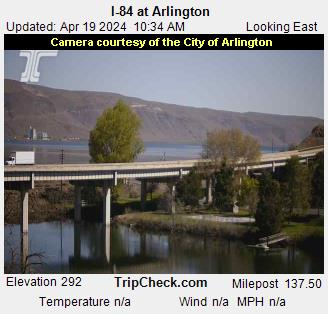 I-84 at Arlington
Updated: Apr 19 2024 10:34 AM Looking East
Camera courtesy of the City of Arlington
Elevation 292 TripCheck.com Milepost 137.50
Temperature n/a Wind n/a MPH n/a